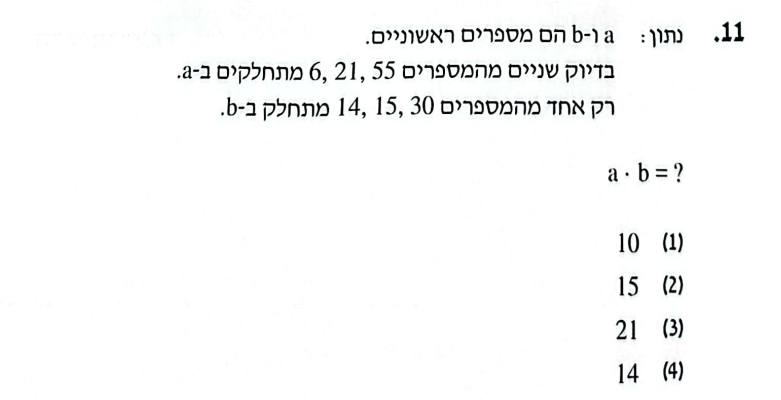 11. נתון: a ו-b הם מספרים ראשוניים.
בדיוק שניים מהמספרים 6, 21, 55 מתחלקים ב-a.
רק אחד מהמספרים 14, 15, 30 מתחלק ב-b.
a · b = ?
(1) 10
(2) 15
(3) 21
(4) 14